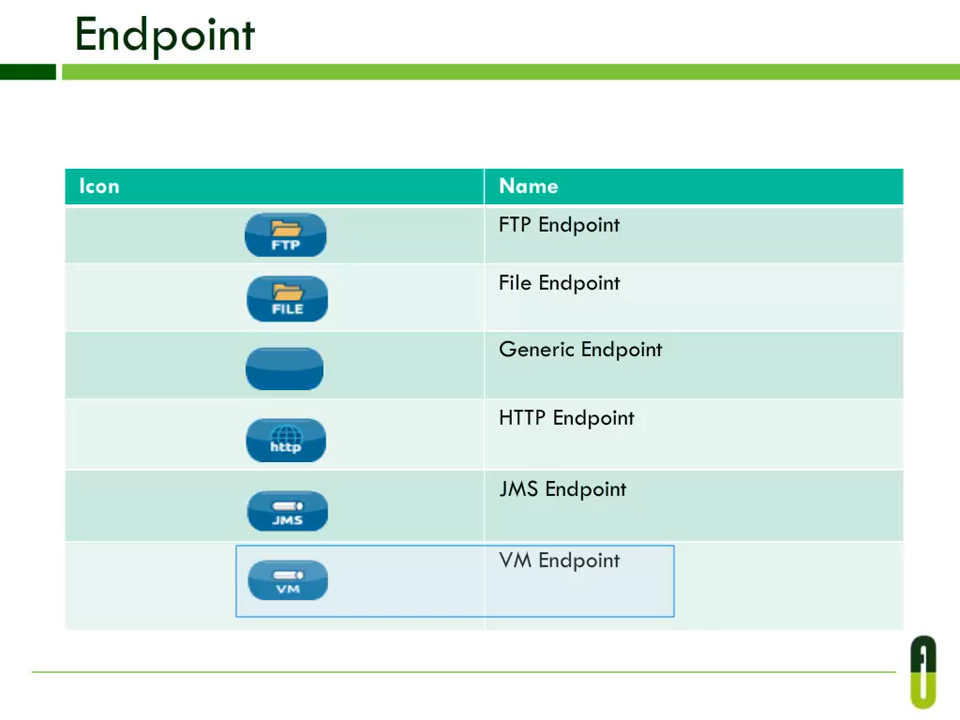 Endpoint
Icon Name
FTP FTP Endpoint
FILE File Endpoint
Generic Endpoint
http HTTP Endpoint
JMS JMS Endpoint
VM VM Endpoint